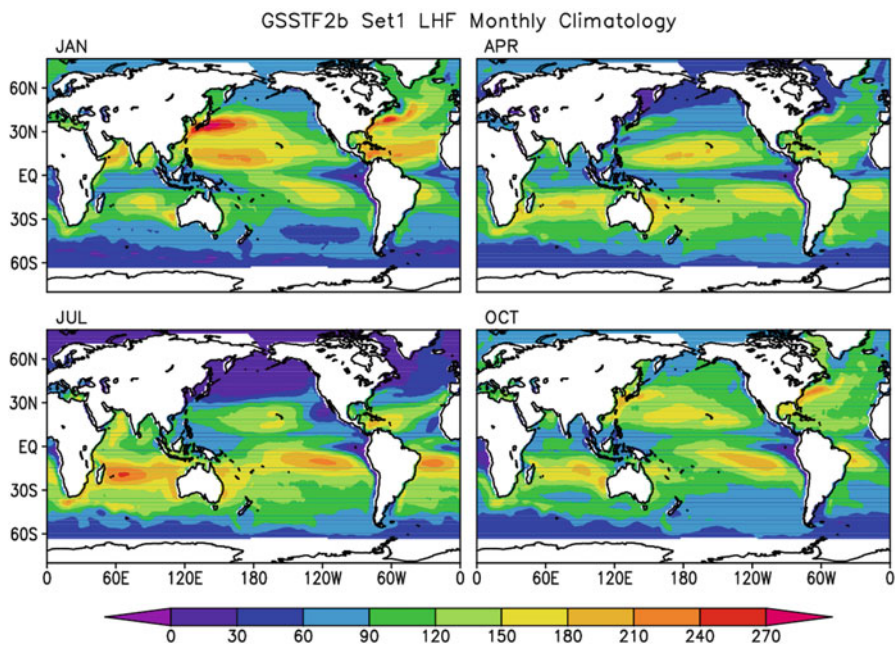 GSSTF2b Set1 LHF Monthly Climatology
JAN APR
60N
30N
EQ
30S
60S
JUL OCT
60N
30N
EQ
30S
60S
0 60E 120E 180 120W 60W 0 60E 120E 180 120W 60W 0
0 30 60 90 120 150 180 210 240 270